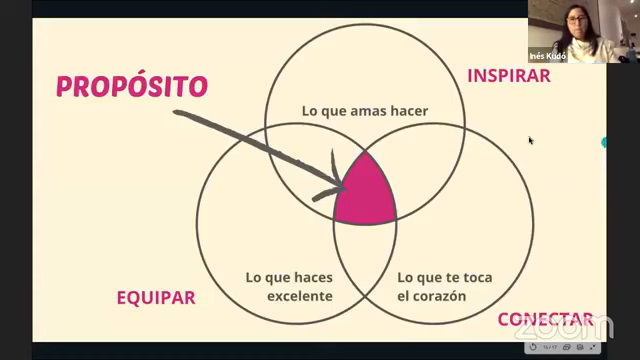 Inés Kudó
PROPÓSITO
INSPIRAR
Lo que amas hacer
Lo que haces
excelente
Lo que te toca
el corazón
EQUIPAR
CONECTAR
zoom